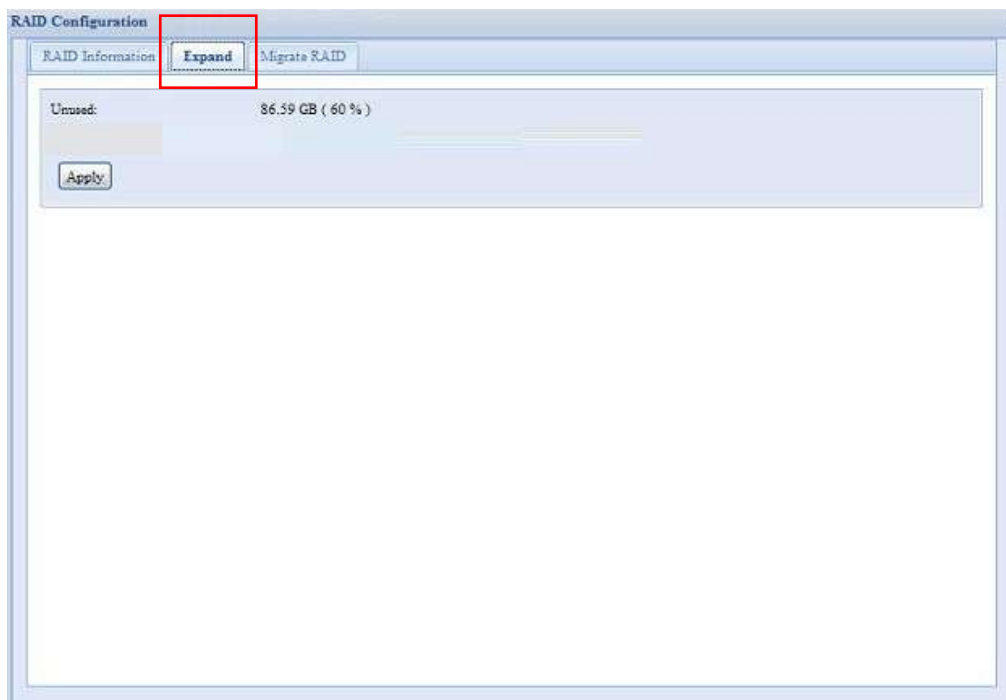 RAID Configuration
RAID Information Expand Migrate RAID
Unused: 86.59 GB ( 60 % )
Apply